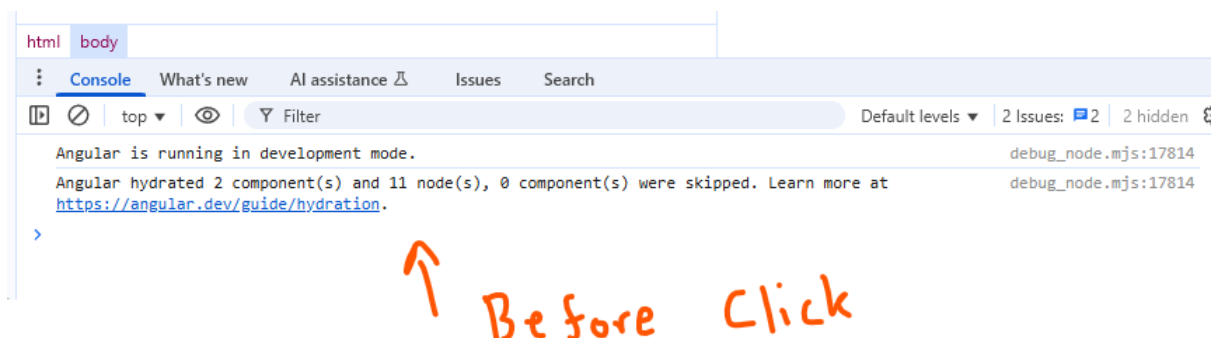 html body
Console What's new AI assistance Issues Search
top ▼ Filter Default levels ▼ 2 Issues: 2 2 hidden
Angular is running in development mode. debug_node.mjs:17814
Angular hydrated 2 component(s) and 11 node(s), 0 component(s) were skipped. Learn more at debug_node.mjs:17814
https://angular.dev/guide/hydration.
>
Before Click